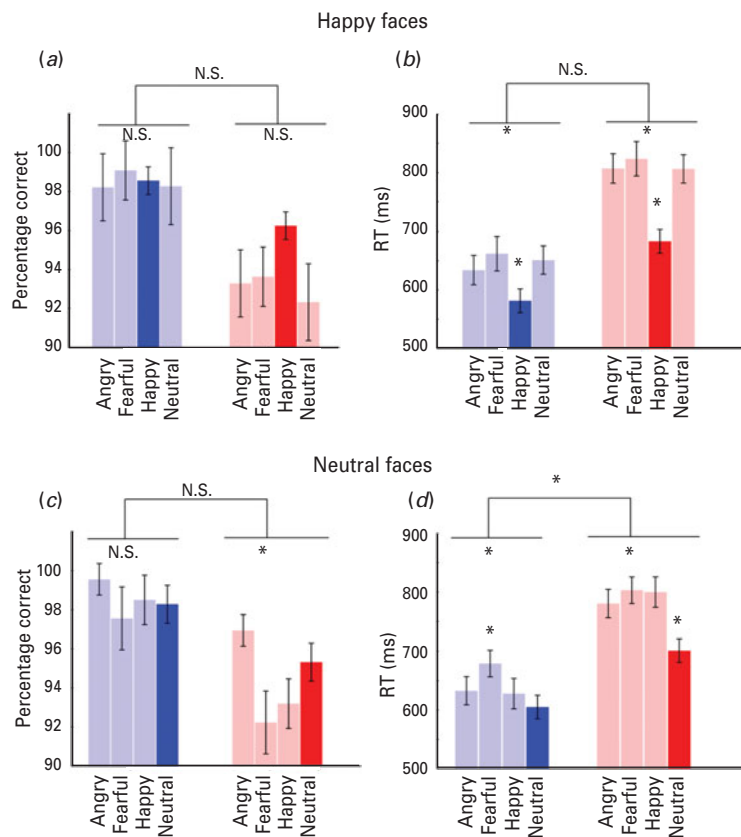 Happy faces
(a)
N.S.
N.S.
N.S.
Percentage correct
100
98
96
94
92
90
Angry
Fearful
Happy
Neutral
Angry
Fearful
Happy
Neutral
(b)
N.S.
*
*
*
*
RT (ms)
900
800
700
600
500
Angry
Fearful
Happy
Neutral
Angry
Fearful
Happy
Neutral
Neutral faces
(c)
N.S.
N.S.
*
Percentage correct
100
98
96
94
92
90
Angry
Fearful
Happy
Neutral
Angry
Fearful
Happy
Neutral
(d)
*
*
*
*
*
RT (ms)
900
800
700
600
500
Angry
Fearful
Happy
Neutral
Angry
Fearful
Happy
Neutral